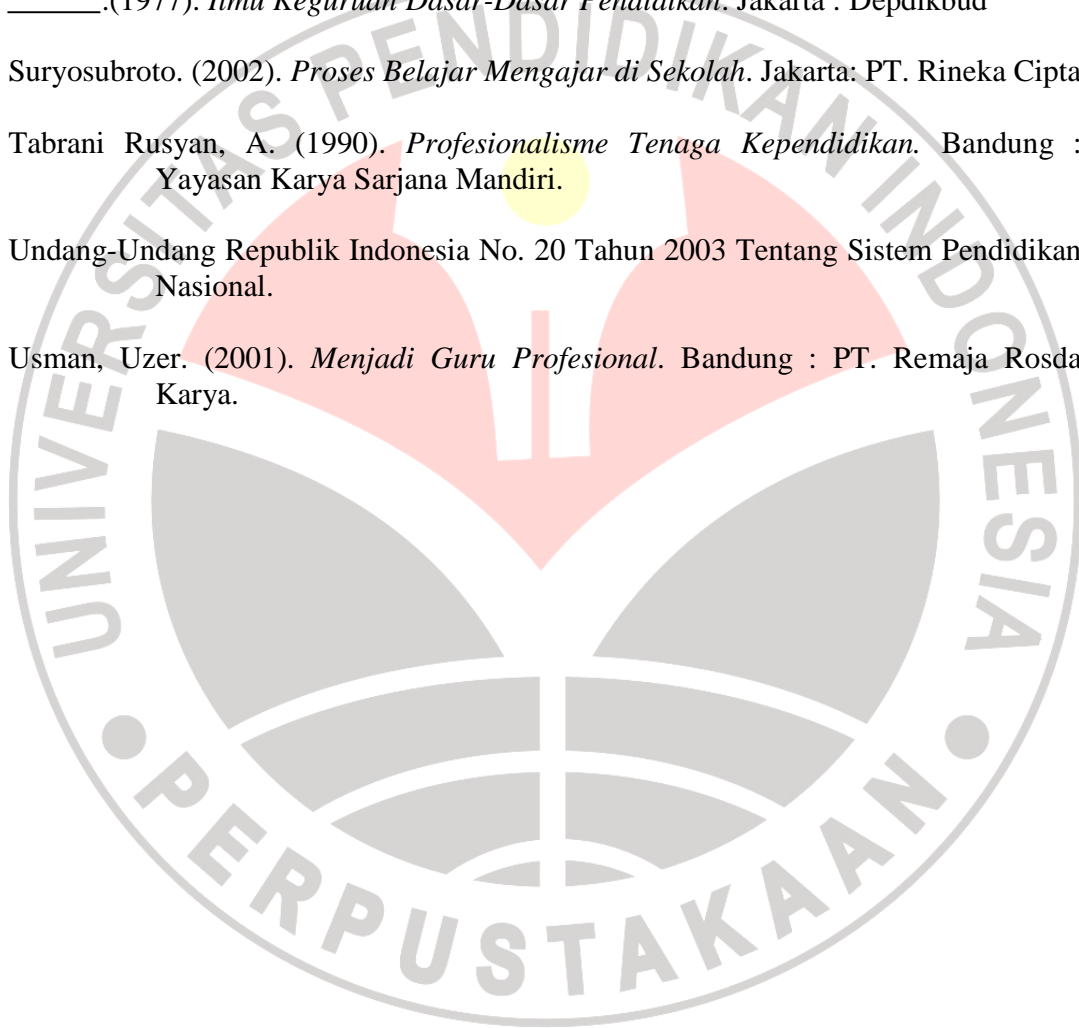 ______.(1977). Ilmu Keguruan Dasar-Dasar Pendidikan. Jakarta : Depdikbud
Suryosubroto. (2002). Proses Belajar Mengajar di Sekolah. Jakarta: PT. Rineka Cipta
Tabrani Rusyan, A. (1990). Profesionalisme Tenaga Kependidikan. Bandung :
Yayasan Karya Sarjana Mandiri.
Undang-Undang Republik Indonesia No. 20 Tahun 2003 Tentang Sistem Pendidikan
Nasional.
Usman, Uzer. (2001). Menjadi Guru Profesional. Bandung : PT. Remaja Rosda
Karya.
UNIVERSITAS PENDIDIKAN INDONESIA
PERPUSTAKAAN